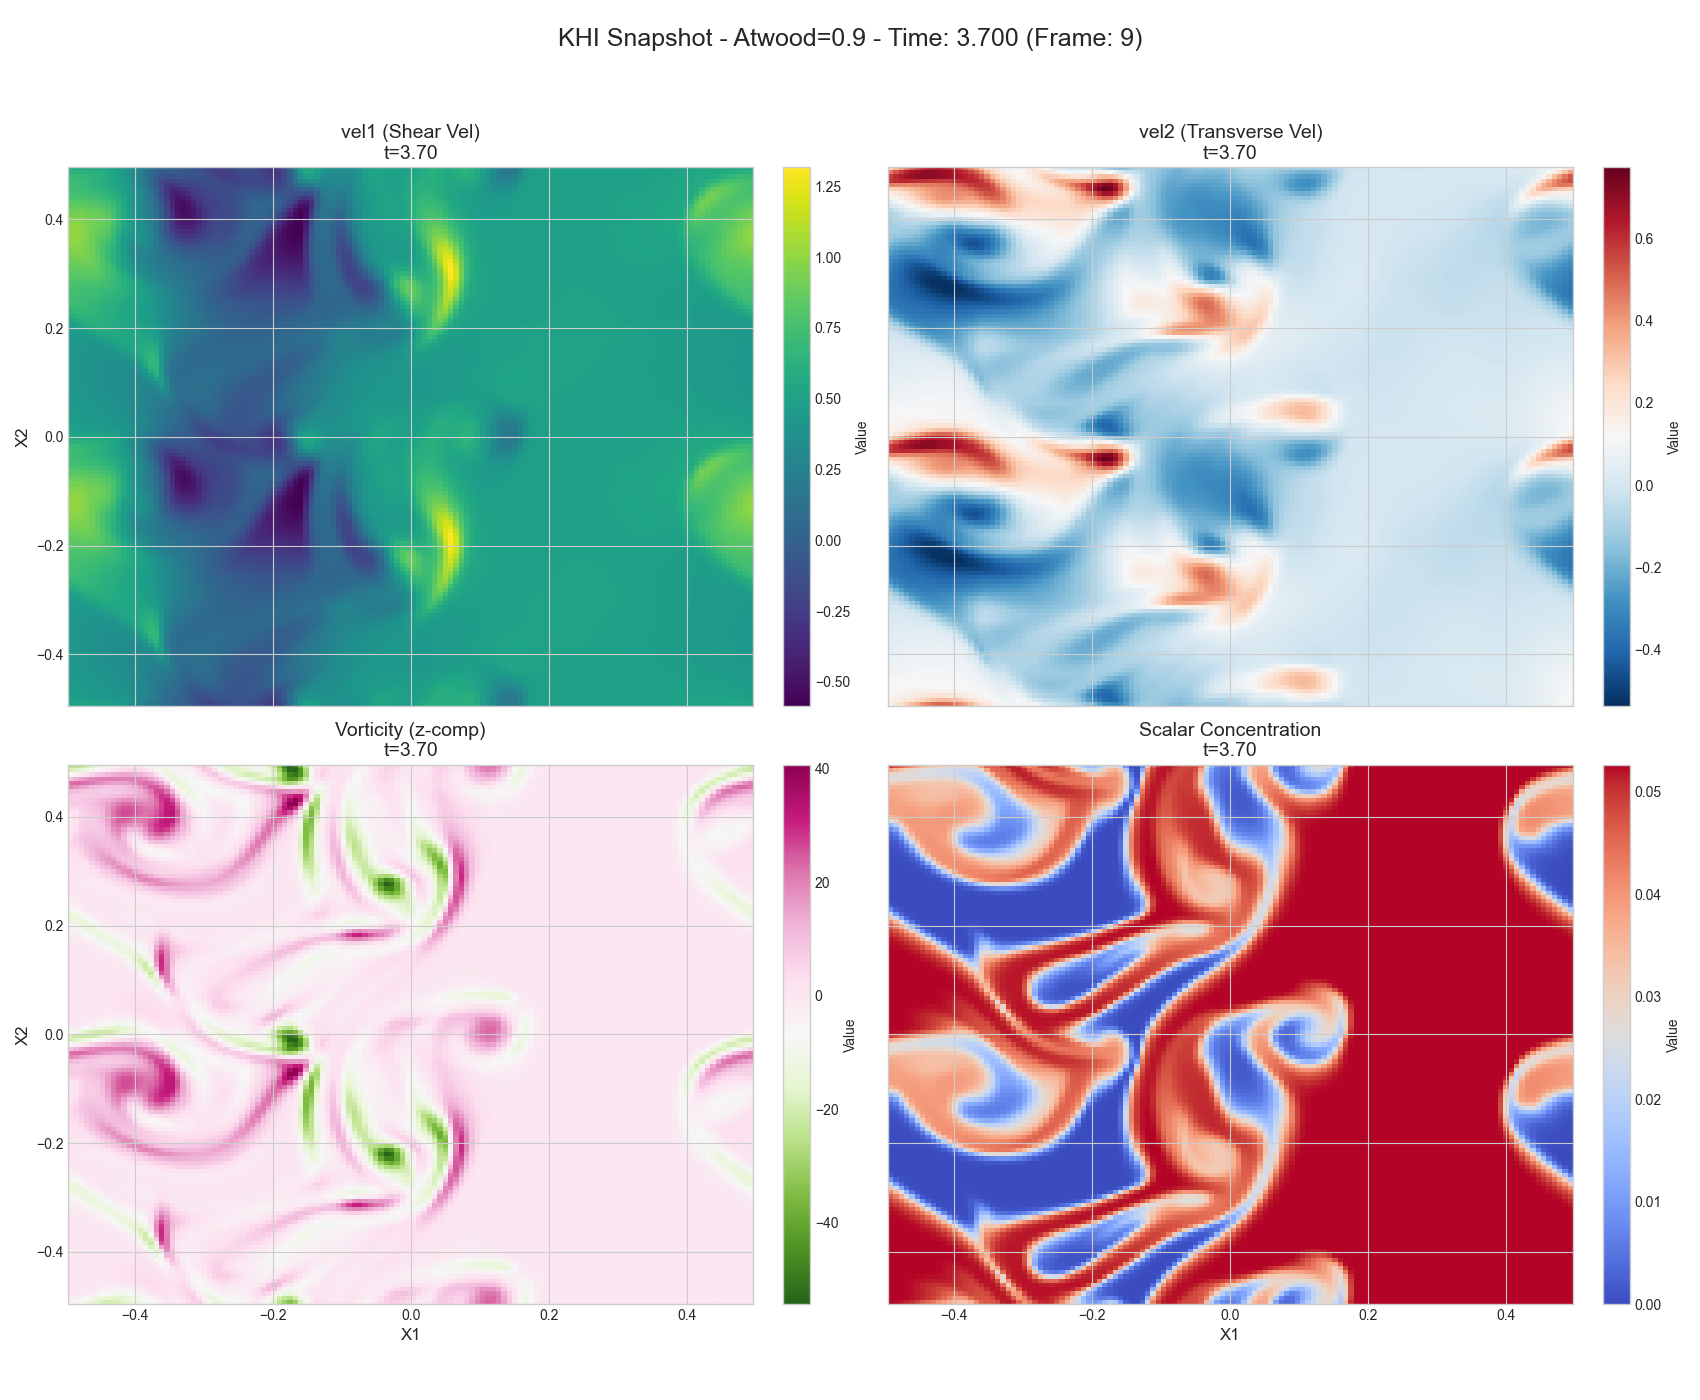 KHI Snapshot - Atwood=0.9 - Time: 3.700 (Frame: 9)
vel1 (Shear Vel)
t=3.70
X2
0.4
0.2
0.0
−0.2
−0.4
1.25
1.00
0.75
0.50
0.25
0.00
−0.25
−0.50
Value
vel2 (Transverse Vel)
t=3.70
0.6
0.4
0.2
0.0
−0.2
−0.4
Value
Vorticity (z-comp)
t=3.70
X2
0.4
0.2
0.0
−0.2
−0.4
−0.4
−0.2
0.0
0.2
0.4
X1
40
20
0
−20
−40
Value
Scalar Concentration
t=3.70
−0.4
−0.2
0.0
0.2
0.4
X1
0.05
0.04
0.03
0.02
0.01
0.00
Value